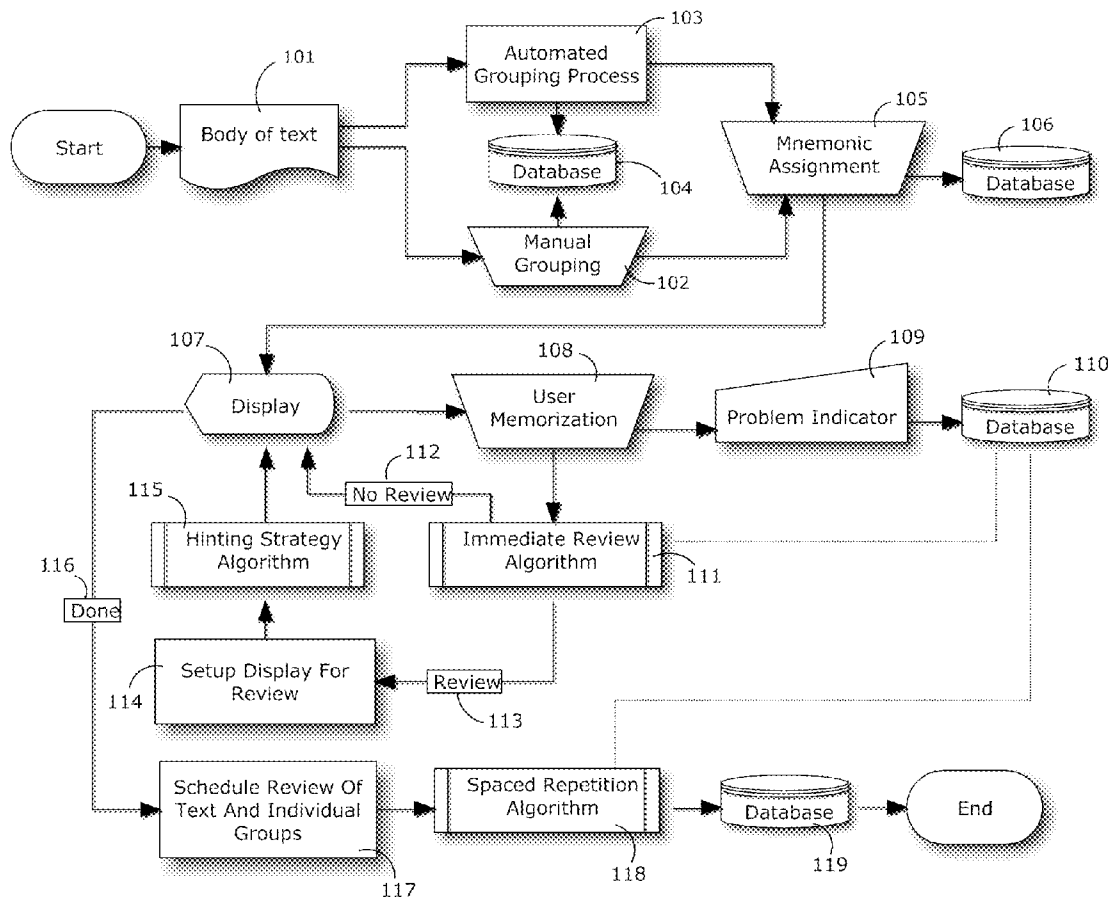 103
Automated
Grouping Process
101
Body of text
Start
105
Mnemonic
Assignment
106
Database
Database
104
Manual
Grouping
102
107
Display
108
User
Memorization
109
Problem Indicator
110
Database
112
No Review
115
Hinting Strategy
Algorithm
Immediate Review
Algorithm
111
116
Done
Setup Display For
Review
114
Review
113
Schedule Review Of
Text And Individual
Groups
117
Spaced Repetition
Algorithm
118
Database
119
End